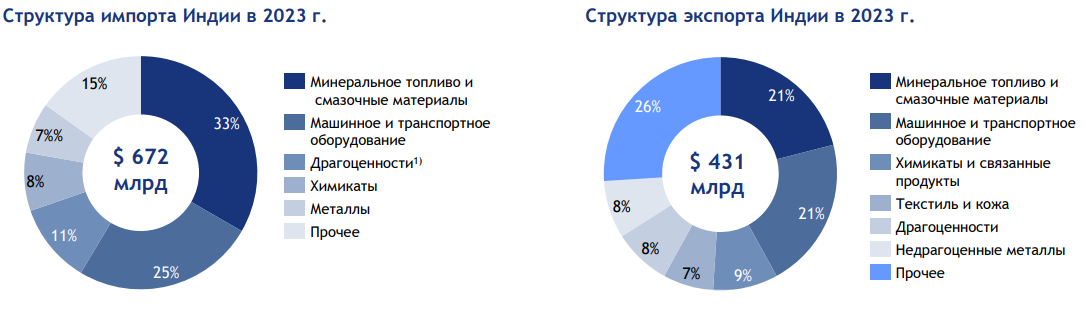 Структура импорта Индии в 2023 г.
15%
33%
7%%
8%
11%
25%
$ 672
млрд
Минеральное топливо и
смазочные материалы
Машинное и транспортное
оборудование
Драгоценности¹⁾
Химикаты
Металлы
Прочее
Структура экспорта Индии в 2023 г.
26%
21%
21%
8%
8%
7%
9%
$ 431
млрд
Минеральное топливо и
смазочные материалы
Машинное и транспортное
оборудование
Химикаты и связанные
продукты
Текстиль и кожа
Драгоценности
Недрагоценные металлы
Прочее